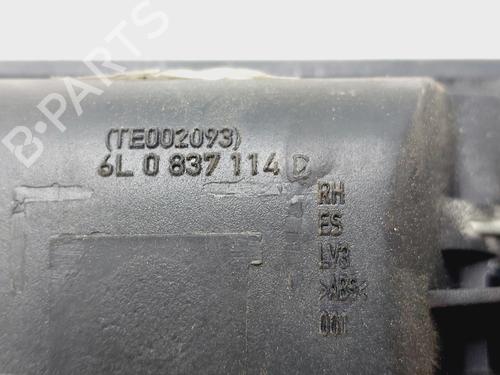 (TE002093)
6L 0 837 114 D
RH
ES
LV3
>ABS<
001
B-PARTS